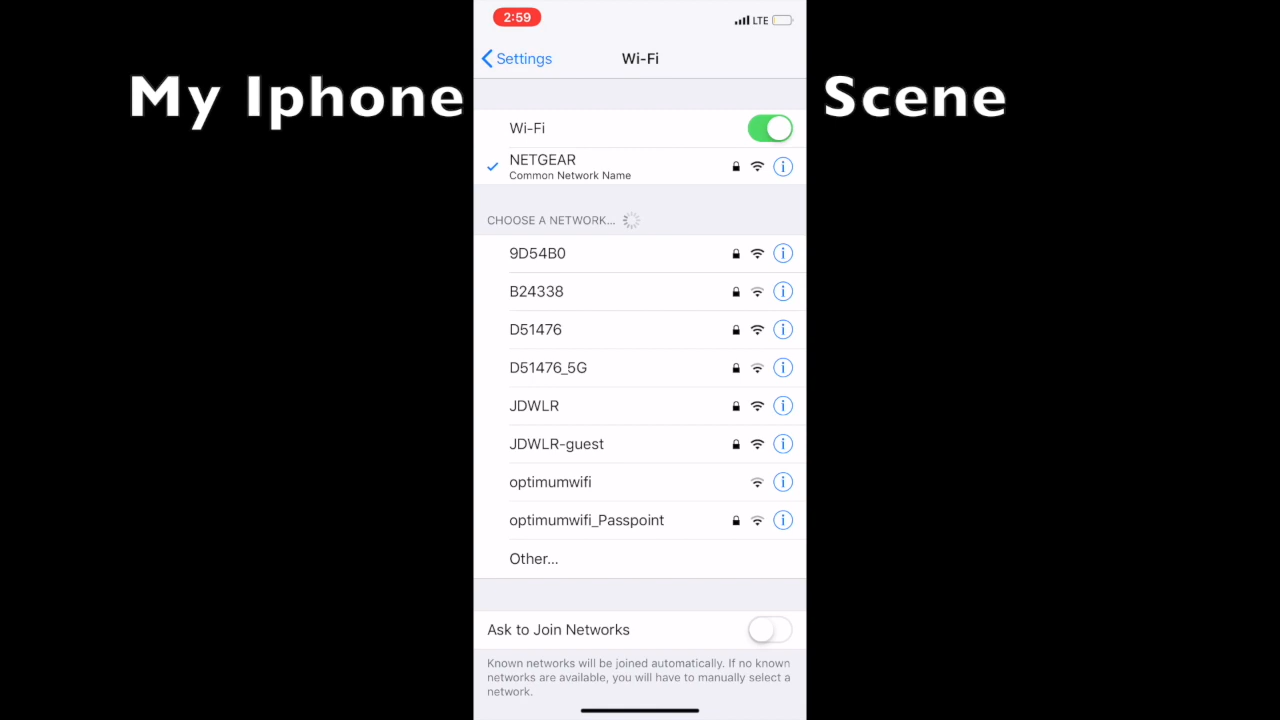 2:59
LTE
Settings
Wi-Fi
My Iphone Scene
Wi-Fi
NETGEAR
Common Network Name
CHOOSE A NETWORK...
9D54B0
B24338
D51476
D51476_5G
JDWLR
JDWLR-guest
optimumwifi
optimumwifi_Passpoint
Other...
Ask to Join Networks
Known networks will be joined automatically. If no known
networks are available, you will have to manually select a
network.